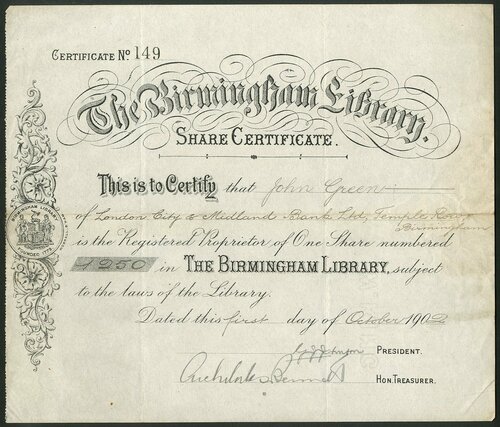 CERTIFICATE No 149
The Birmingham Library.
SHARE CERTIFICATE.
This is to Certify that John Green
of London City & Midland Bank Ltd, Temple Row
Birmingham
is the Registered Proprietor of One Share numbered
1250 in THE BIRMINGHAM LIBRARY, subject
to the laws of the Library.
Dated this first day of October 1902
PRESIDENT.
HON. TREASURER.